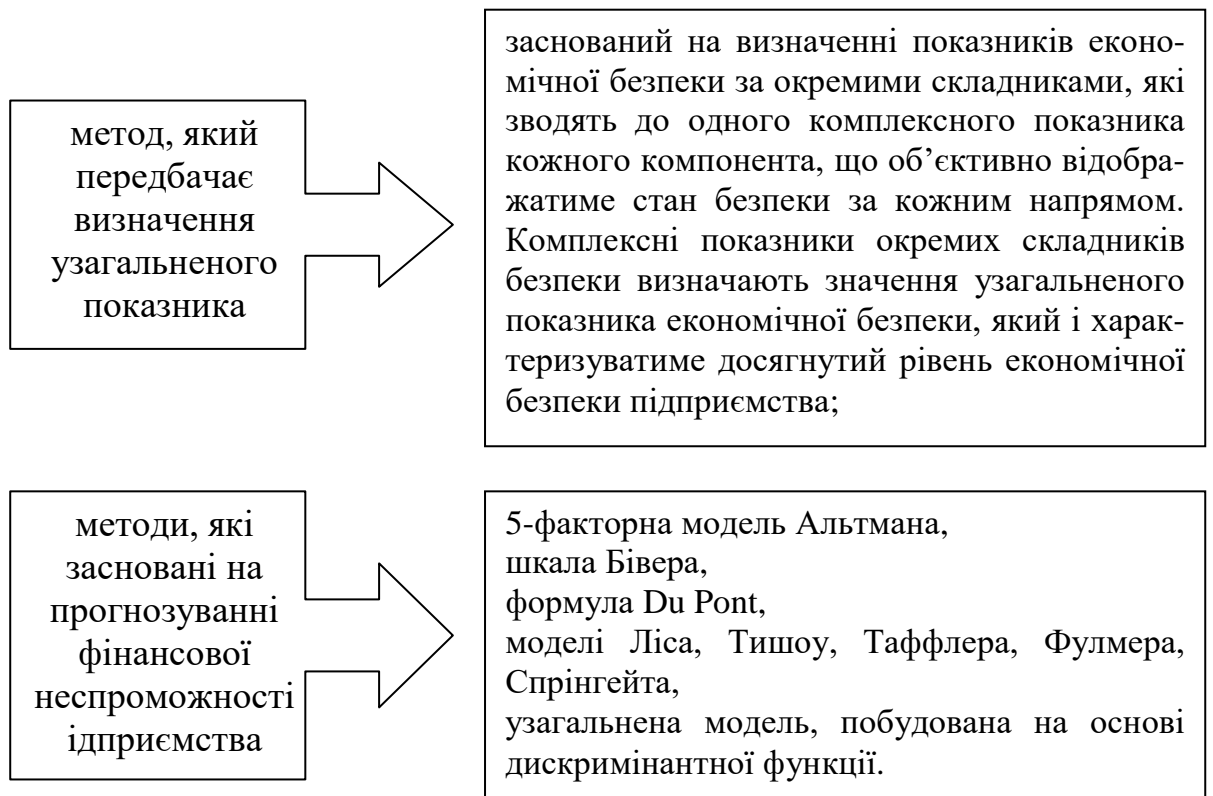 метод, який
передбачає
визначення
узагальненого
показника
заснований на визначенні показників еконо-
мічної безпеки за окремими складниками, які
зводять до одного комплексного показника
кожного компонента, що об’єктивно відобра-
жатиме стан безпеки за кожним напрямом.
Комплексні показники окремих складників
безпеки визначають значення узагальненого
показника економічної безпеки, який і харак-
теризуватиме досягнутий рівень економічної
безпеки підприємства;
методи, які
засновані на
прогнозуванні
фінансової
неспроможності
ідприємства
5-факторна модель Альтмана,
шкала Бівера,
формула Du Pont,
моделі Ліса, Тишоу, Таффлера, Фулмера,
Спрінгейта,
узагальнена модель, побудована на основі
дискримінантної функції.